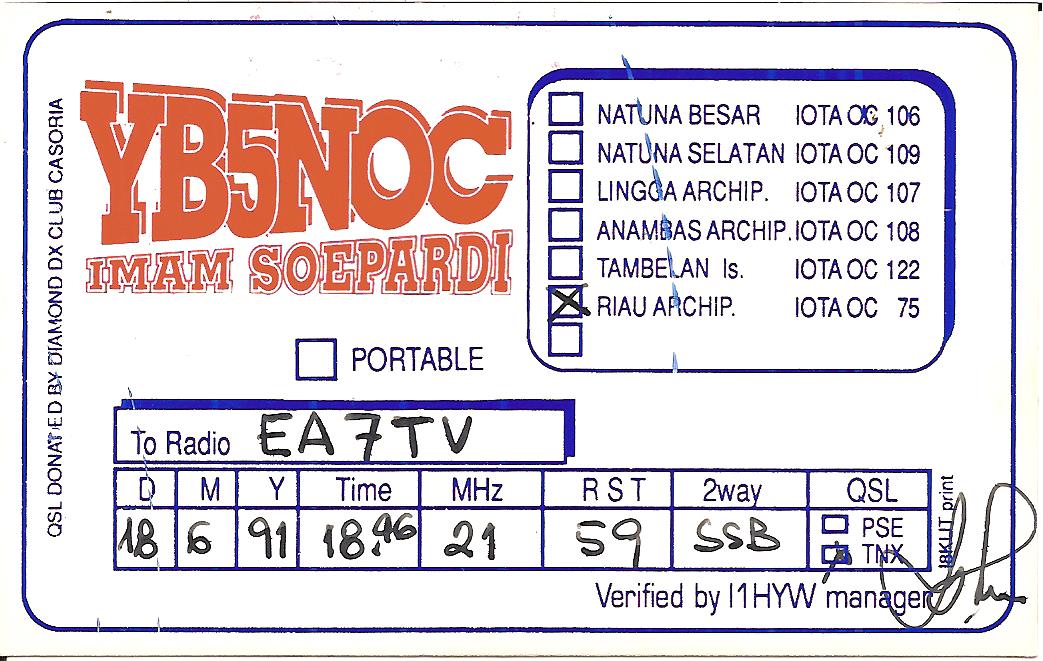 QSL DONATED BY DIAMOND DX CLUB CASORIA
YB5NOC
IMAM SOEPARDI
NATUNA BESAR IOTA OC 106
NATUNA SELATAN IOTA OC 109
LINGGA ARCHIP. IOTA OC 107
ANAMBAS ARCHIP. IOTA OC 108
TAMBELAN Is. IOTA OC 122
X RIAU ARCHIP. IOTA OC 75
PORTABLE
To Radio EA7TV
D M Y Time MHz RST 2way QSL
18 6 91 18.46 21 59 SSB
PSE
TNX
I8KLIT print
Verified by I1HYW manager